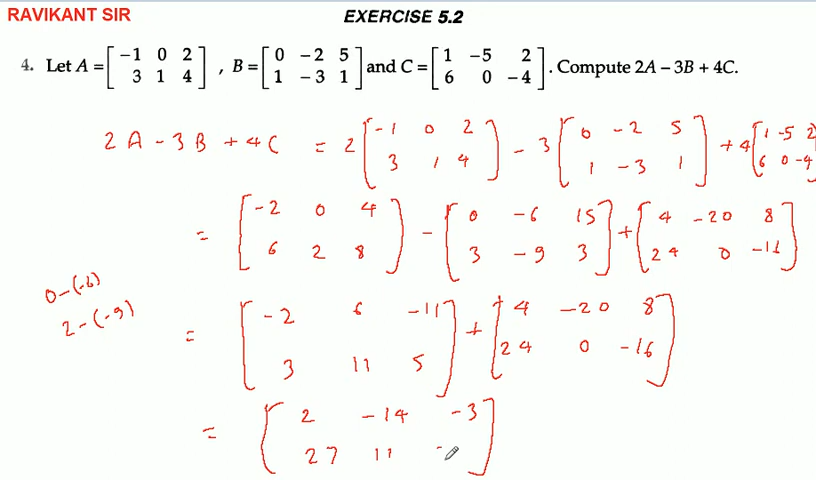 RAVIKANT SIR
EXERCISE 5.2
4. Let A = [ -1 0 2 ; 3 1 4 ] , B = [ 0 -2 5 ; 1 -3 1 ] and C = [ 1 -5 2 ; 6 0 -4 ] . Compute 2A – 3B + 4C.
2A - 3B + 4C = 2 [ -1 0 2 ; 3 1 4 ] - 3 [ 0 -2 5 ; 1 -3 1 ] + 4 [ 1 -5 2 ; 6 0 -4
= [ -2 0 4 ; 6 2 8 ] - [ 0 -6 15 ; 3 -9 3 ] + [ 4 -20 8 ; 24 0 -16 ]
0 - (-6)
2 - (-9)
= [ -2 6 -11 ; 3 11 5 ] + [ 4 -20 8 ; 24 0 -16 ]
= [ 2 -14 -3 ; 27 11 - ]